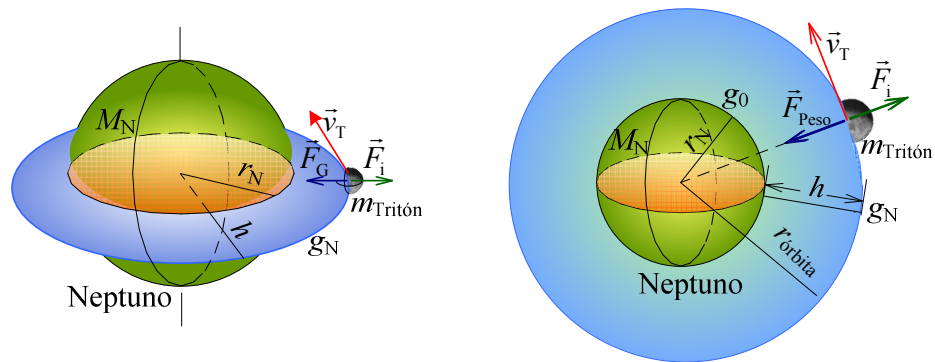 M_N
v⃗_T
F⃗_G
F⃗_i
r_N
m_Tritón
h
g_N
Neptuno
v⃗_T
F⃗_i
g_0
F⃗_Peso
M_N
r_N
m_Tritón
h
g_N
r_órbita
Neptuno